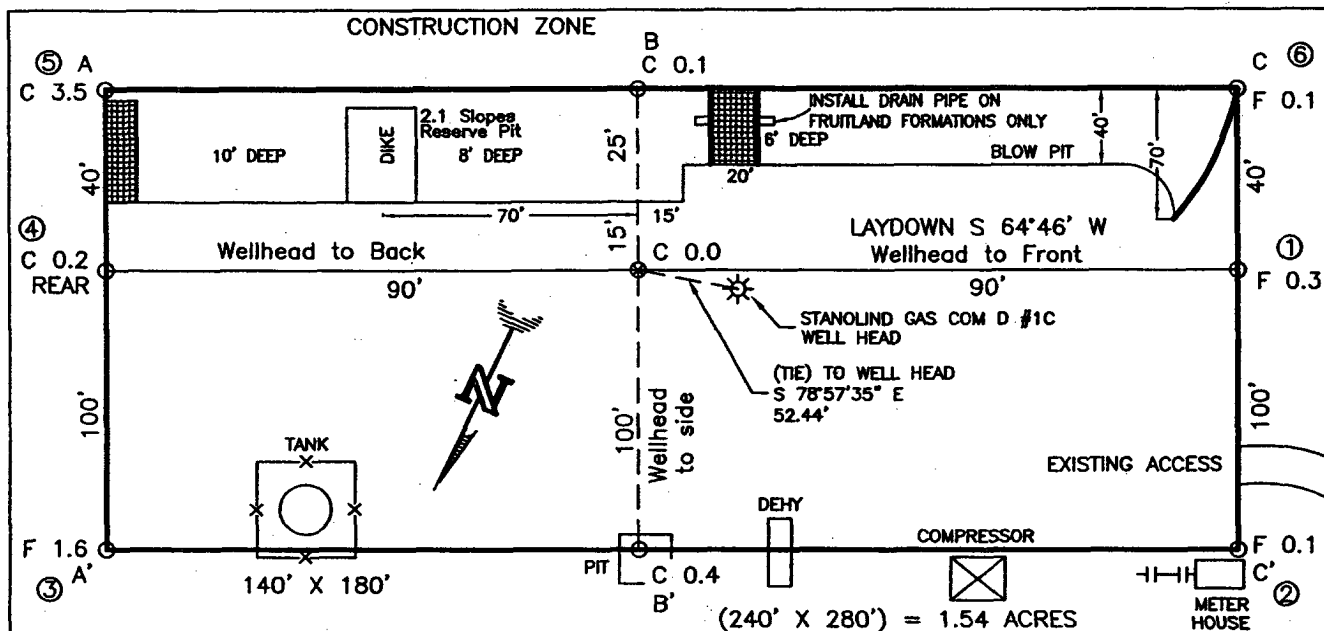 CONSTRUCTION ZONE
⑤ A
C 3.5
B
C 0.1
C ⑥
F 0.1
2.1 Slopes
Reserve Pit
10' DEEP
DIKE
8' DEEP
25'
INSTALL DRAIN PIPE ON
FRUITLAND FORMATIONS ONLY
6' DEEP
40'
70'
BLOW PIT
20'
40'
40'
70'
15'
15'
④
C 0.2
REAR
Wellhead to Back
90'
C 0.0
LAYDOWN S 64°46' W
Wellhead to Front
90'
①
F 0.3
STANOLIND GAS COM D #1C
WELL HEAD
(TIE) TO WELL HEAD
S 78°57'35" E
52.44'
N
100'
100'
Wellhead
to side
100'
TANK
EXISTING ACCESS
DEHY
COMPRESSOR
F 1.6
A'
③
140' X 180'
PIT
C 0.4
B'
F 0.1
C'
②
METER
HOUSE
(240' X 280') = 1.54 ACRES